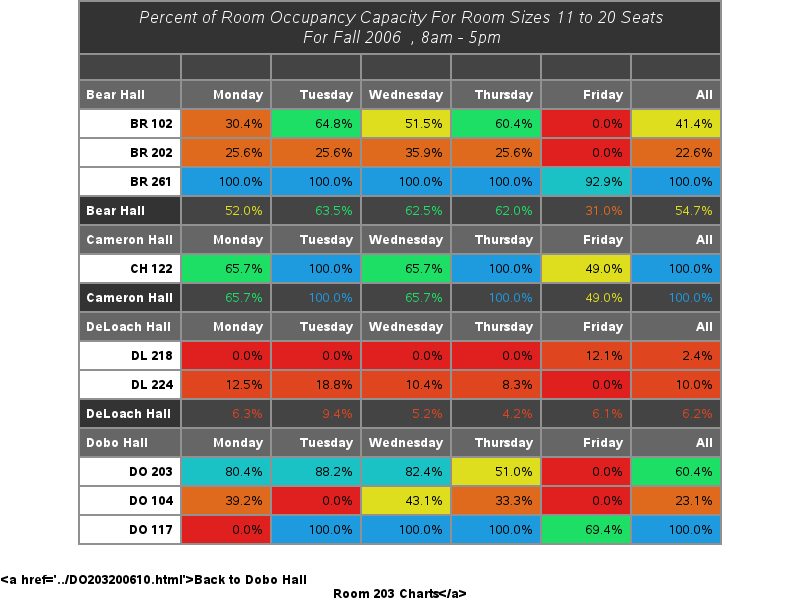 Percent of Room Occupancy Capacity For Room Sizes 11 to 20 Seats
For Fall 2006 , 8am - 5pm
Bear Hall Monday Tuesday Wednesday Thursday Friday All
BR 102 30.4% 64.8% 51.5% 60.4% 0.0% 41.4%
BR 202 25.6% 25.6% 35.9% 25.6% 0.0% 22.6%
BR 261 100.0% 100.0% 100.0% 100.0% 92.9% 100.0%
Bear Hall 52.0% 63.5% 62.5% 62.0% 31.0% 54.7%
Cameron Hall Monday Tuesday Wednesday Thursday Friday All
CH 122 65.7% 100.0% 65.7% 100.0% 49.0% 100.0%
Cameron Hall 65.7% 100.0% 65.7% 100.0% 49.0% 100.0%
DeLoach Hall Monday Tuesday Wednesday Thursday Friday All
DL 218 0.0% 0.0% 0.0% 0.0% 12.1% 2.4%
DL 224 12.5% 18.8% 10.4% 8.3% 0.0% 10.0%
DeLoach Hall 6.3% 9.4% 5.2% 4.2% 6.1% 6.2%
Dobo Hall Monday Tuesday Wednesday Thursday Friday All
DO 203 80.4% 88.2% 82.4% 51.0% 0.0% 60.4%
DO 104 39.2% 0.0% 43.1% 33.3% 0.0% 23.1%
DO 117 0.0% 100.0% 100.0% 100.0% 69.4% 100.0%
<a href='../DO203200610.html'>Back to Dobo Hall
Room 203 Charts</a>